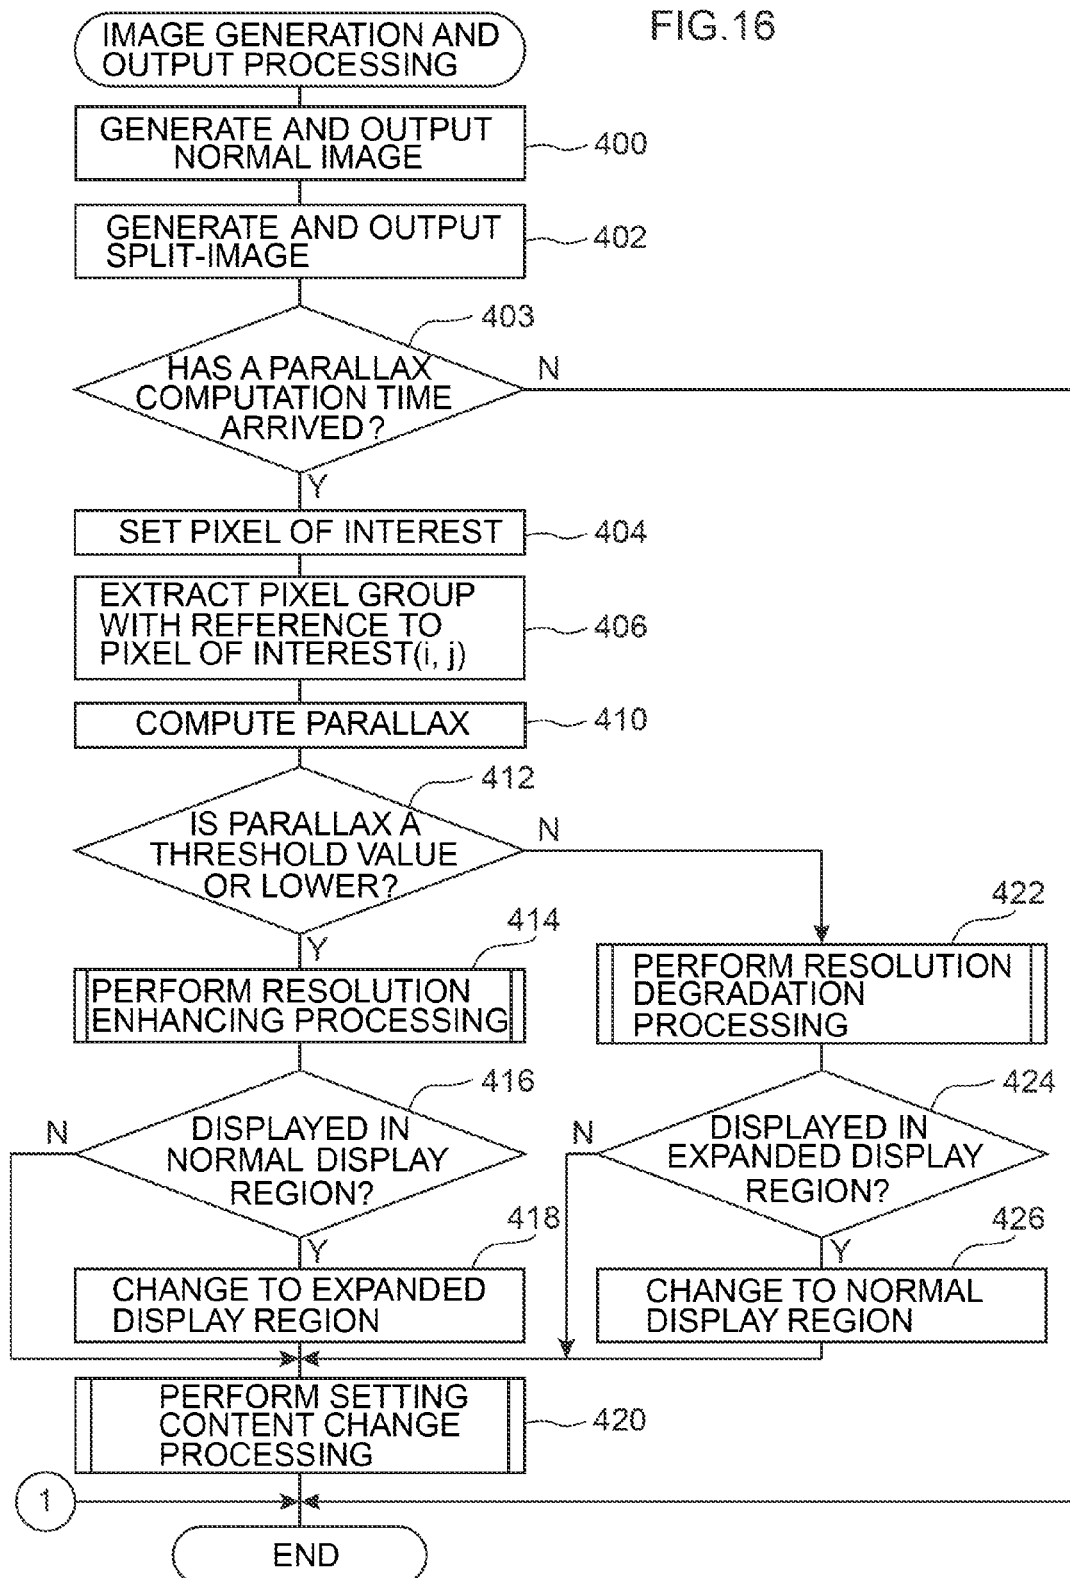 FIG.16
IMAGE GENERATION AND
OUTPUT PROCESSING
GENERATE AND OUTPUT
NORMAL IMAGE
400
GENERATE AND OUTPUT
SPLIT-IMAGE
402
403
HAS A PARALLAX
COMPUTATION TIME
ARRIVED?
N
Y
SET PIXEL OF INTEREST
404
EXTRACT PIXEL GROUP
WITH REFERENCE TO
PIXEL OF INTEREST(i, j)
406
COMPUTE PARALLAX
410
412
IS PARALLAX A
THRESHOLD VALUE
OR LOWER?
N
Y
414
PERFORM RESOLUTION
ENHANCING PROCESSING
422
PERFORM RESOLUTION
DEGRADATION
PROCESSING
416
DISPLAYED IN
NORMAL DISPLAY
REGION?
N
Y
424
DISPLAYED IN
EXPANDED DISPLAY
REGION?
N
Y
418
CHANGE TO EXPANDED
DISPLAY REGION
426
CHANGE TO NORMAL
DISPLAY REGION
PERFORM SETTING
CONTENT CHANGE
PROCESSING
420
1
END